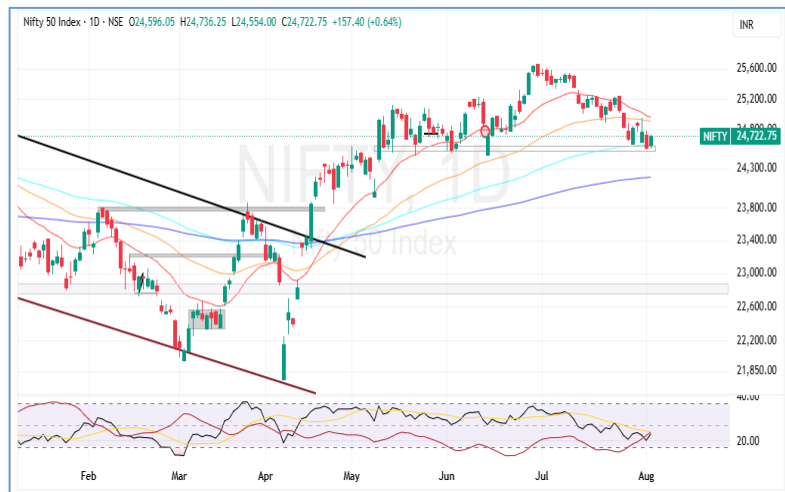 Nifty 50 Index · 1D · NSE O24,596.05 H24,736.25 L24,554.00 C24,722.75 +157.40 (+0.64%)
INR
25,600.00
25,200.00
24,800.00
NIFTY 24,722.75
24,300.00
NIFTY, 1D
23,800.00
Nifty 50 Index
23,400.00
23,000.00
22,600.00
22,200.00
21,850.00
40.00
20.00
Feb Mar Apr May Jun Jul Aug